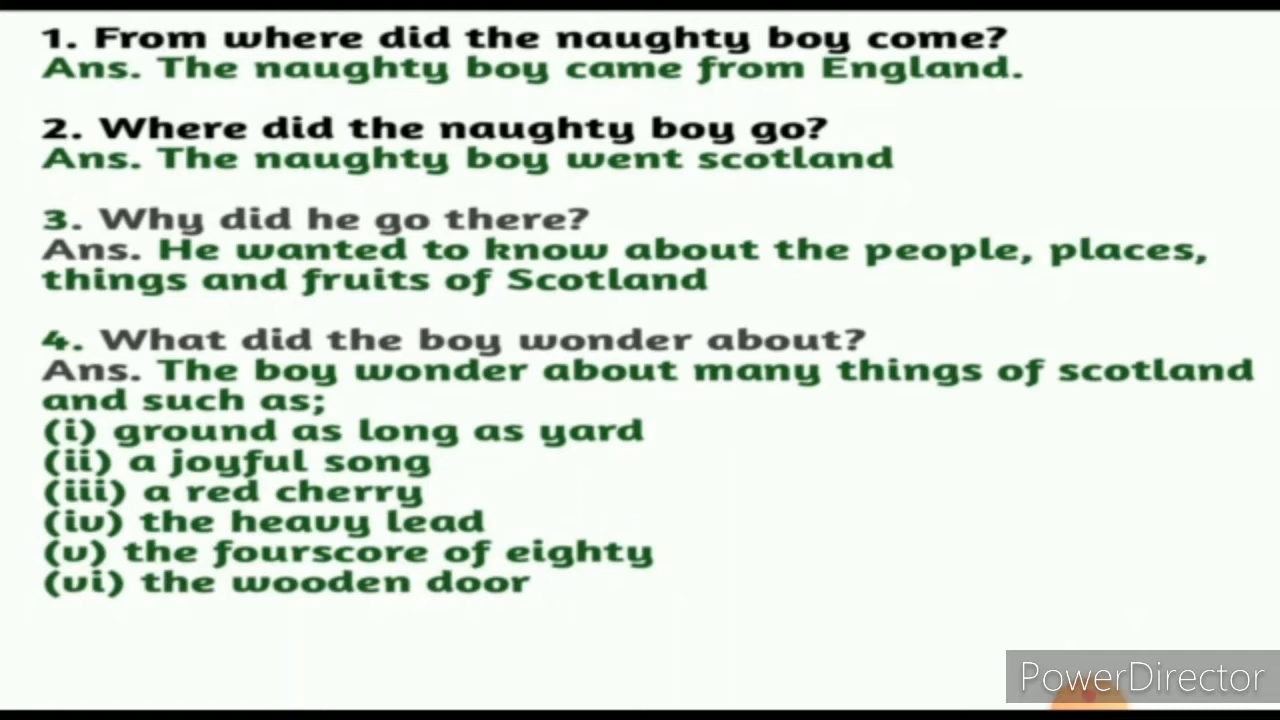 1. From where did the naughty boy come?
Ans. The naughty boy came from England.
2. Where did the naughty boy go?
Ans. The naughty boy went scotland
3. Why did he go there?
Ans. He wanted to know about the people, places,
things and fruits of Scotland
4. What did the boy wonder about?
Ans. The boy wonder about many things of scotland
and such as;
(i) ground as long as yard
(ii) a joyful song
(iii) a red cherry
(iv) the heavy lead
(v) the fourscore of eighty
(vi) the wooden door
PowerDirector